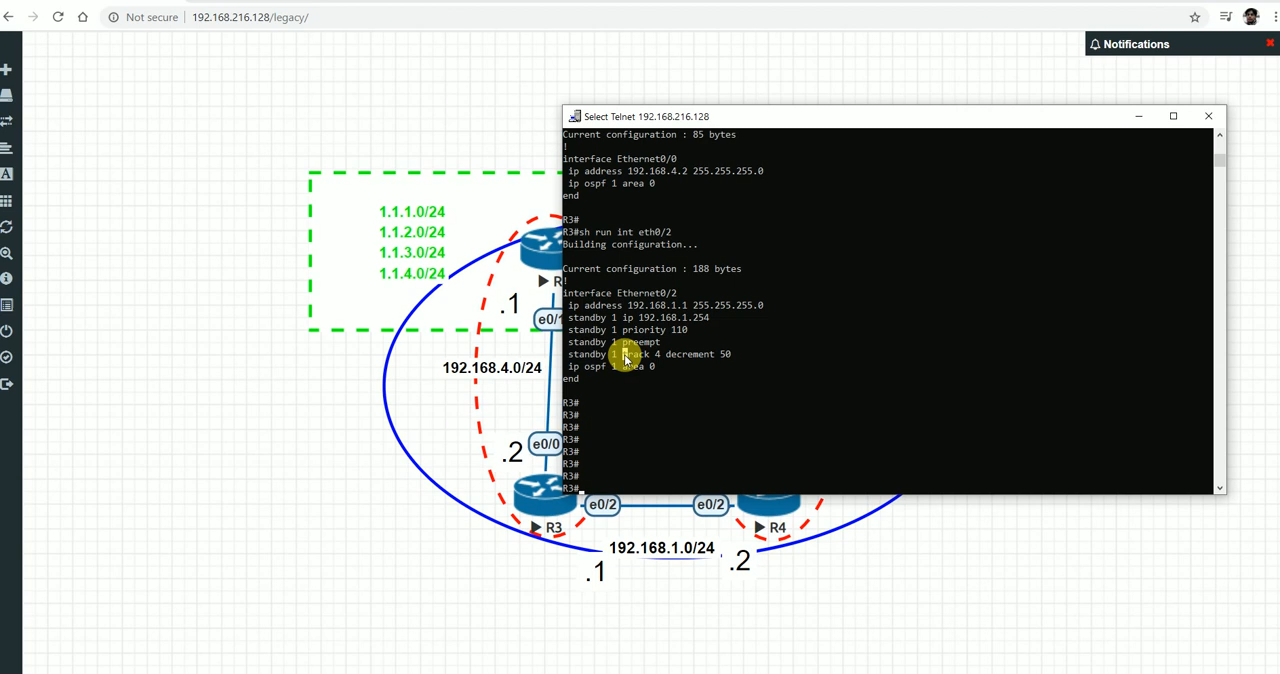 Not secure
192.168.216.128/legacy/
Notifications
Select Telnet 192.168.216.128
Current configuration : 85 bytes
!
interface Ethernet0/0
ip address 192.168.4.2 255.255.255.0
ip ospf 1 area 0
end
R3#
R3#sh run int eth0/2
Building configuration...
Current configuration : 188 bytes
!
interface Ethernet0/2
ip address 192.168.1.1 255.255.255.0
standby 1 ip 192.168.1.254
standby 1 priority 110
standby 1 preempt
standby 1 track 4 decrement 50
ip ospf 1 area 0
end
R3#
R3#
R3#
R3#
R3#
R3#
R3#
R3#
1.1.1.0/24
1.1.2.0/24
1.1.3.0/24
1.1.4.0/24
R
.1
e0/1
192.168.4.0/24
.2
e0/0
e0/2
e0/2
R3
R4
192.168.1.0/24
.1
.2
A